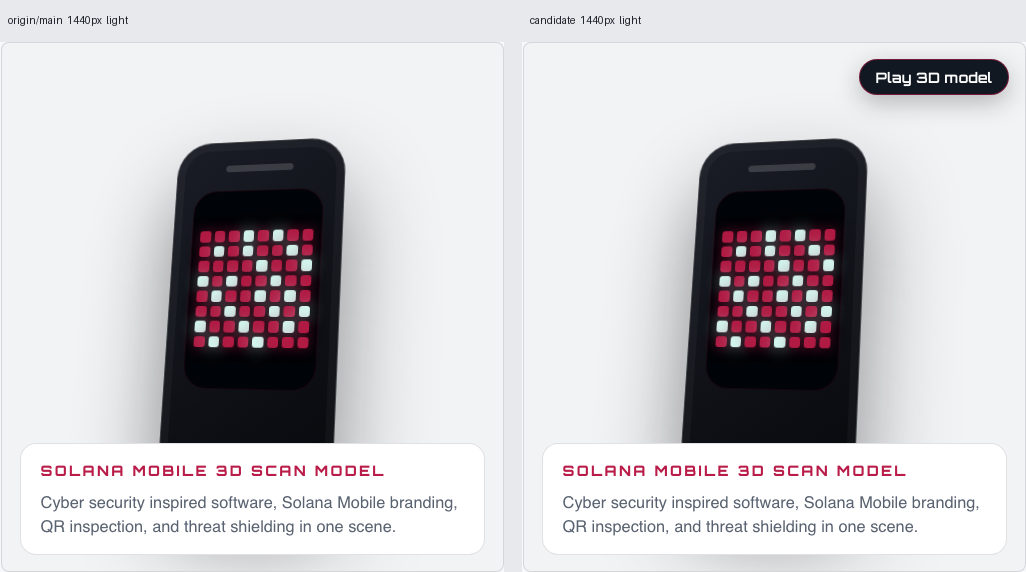 origin/main 1440px light
candidate 1440px light
Play 3D model
SOLANA MOBILE 3D SCAN MODEL
Cyber security inspired software, Solana Mobile branding,
QR inspection, and threat shielding in one scene.
SOLANA MOBILE 3D SCAN MODEL
Cyber security inspired software, Solana Mobile branding,
QR inspection, and threat shielding in one scene.